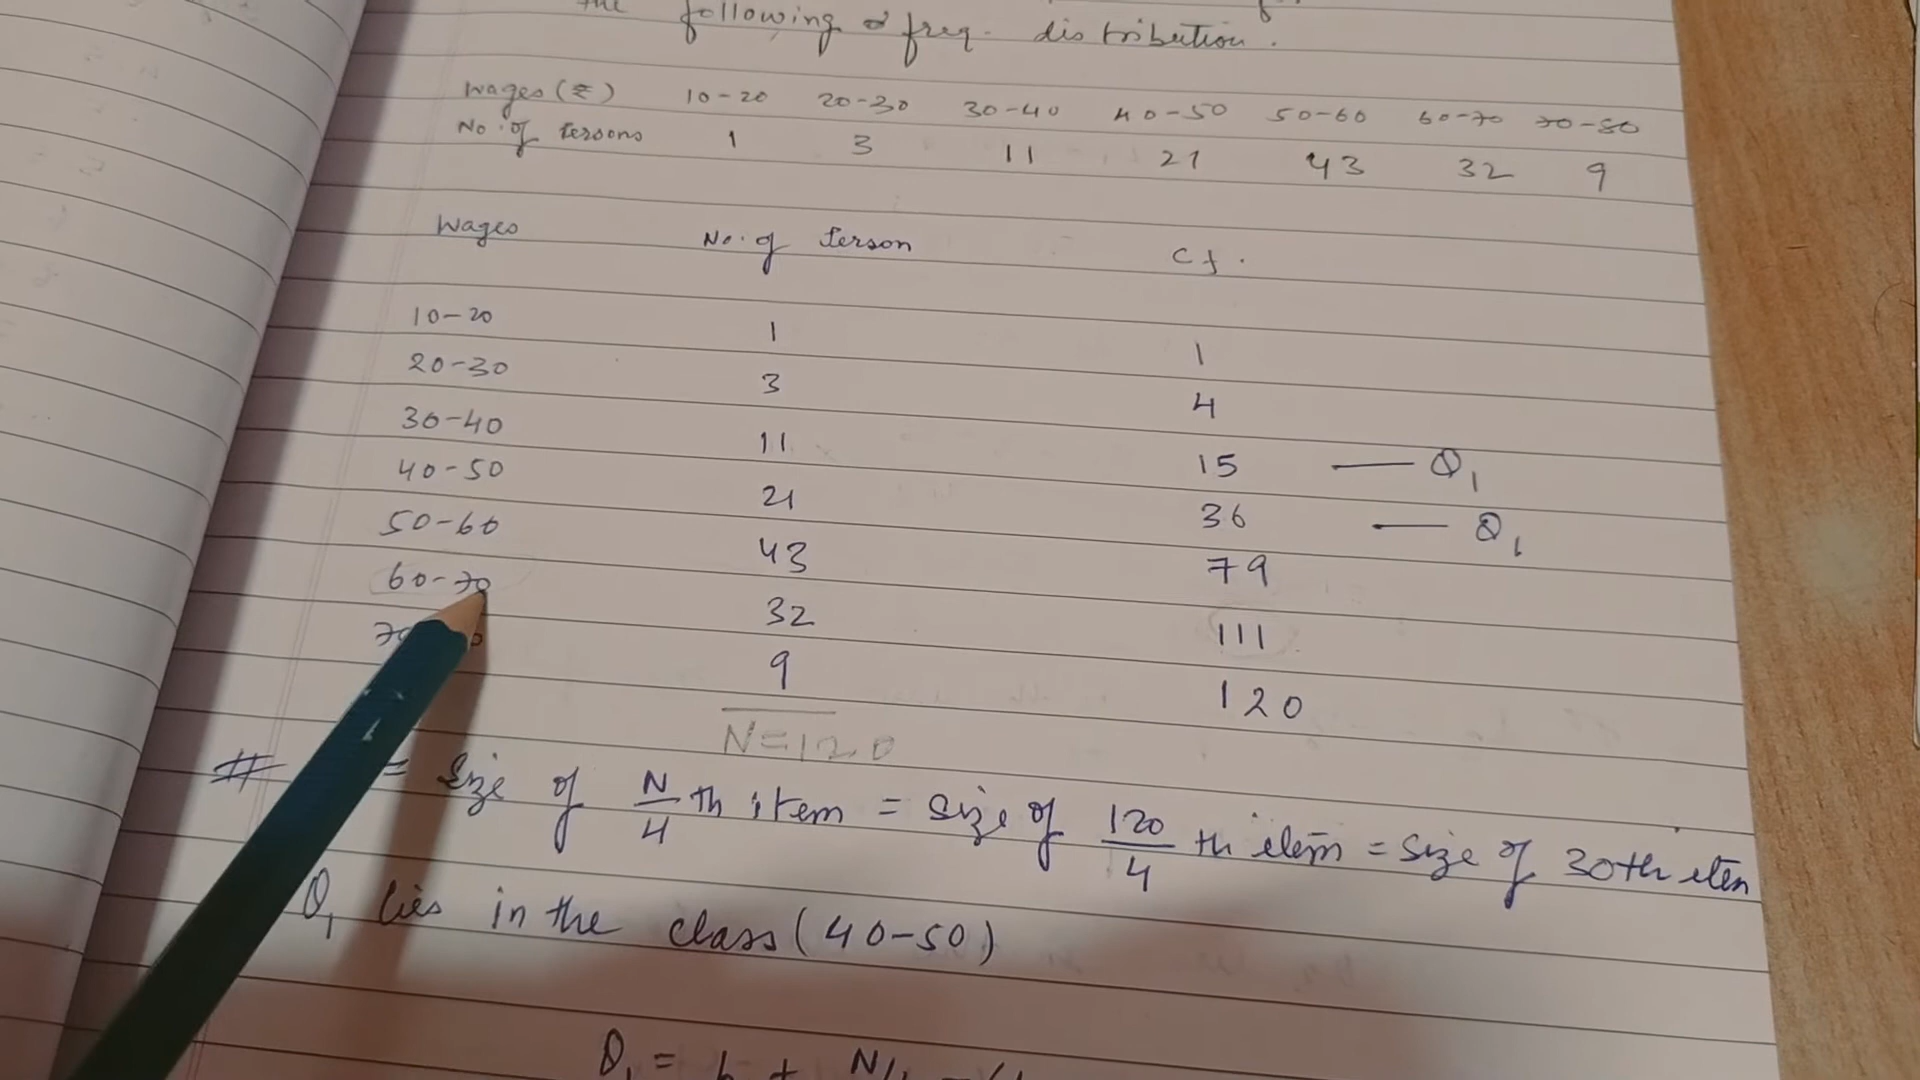 the following freq. distribution.
Wages (₹) 10-20 20-30 30-40 40-50 50-60 60-70 70-80
No. of Persons 1 3 11 21 43 32 9
Wages No. of Person Cf.
10-20 1 1
20-30 3 4
30-40 11 15 — Q₁
40-50 21 36 — Q₁
50-60 43 79
60-70 32 111
9 120
N=120
# = Size of N/4 th item = Size of 120/4 th item = Size of 30th item
Q₁ lies in the class (40-50)
Q₁ =